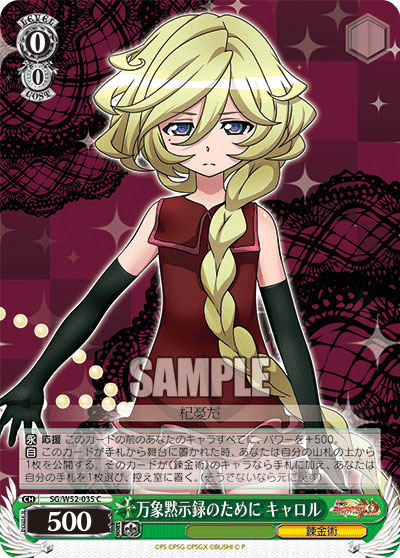 LEVEL
0
0
COST
SAMPLE
杞憂だ
永 応援 このカードの前のあなたのキャラすべてに、パワーを+500。
自 このカードが手札から舞台に置かれた時、あなたは自分の山札の上から
1枚を公開する。そのカードが《錬金術》のキャラなら手札に加え、あなたは
自分の手札を1枚選び、控え室に置く。(そうでないなら元に戻す)
CH
SG/W52-035 C
500
万象黙示録のために キャロル
錬金術
©PS ©PSG ©PSGX ©BUSHI © P